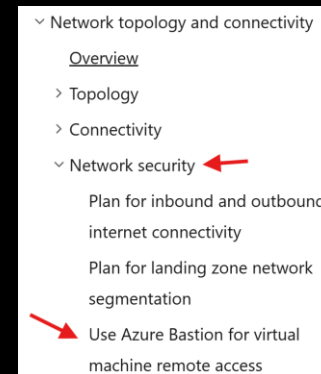 Network topology and connectivity
Overview
Topology
Connectivity
Network security
Plan for inbound and outbound
internet connectivity
Plan for landing zone network
segmentation
Use Azure Bastion for virtual
machine remote access